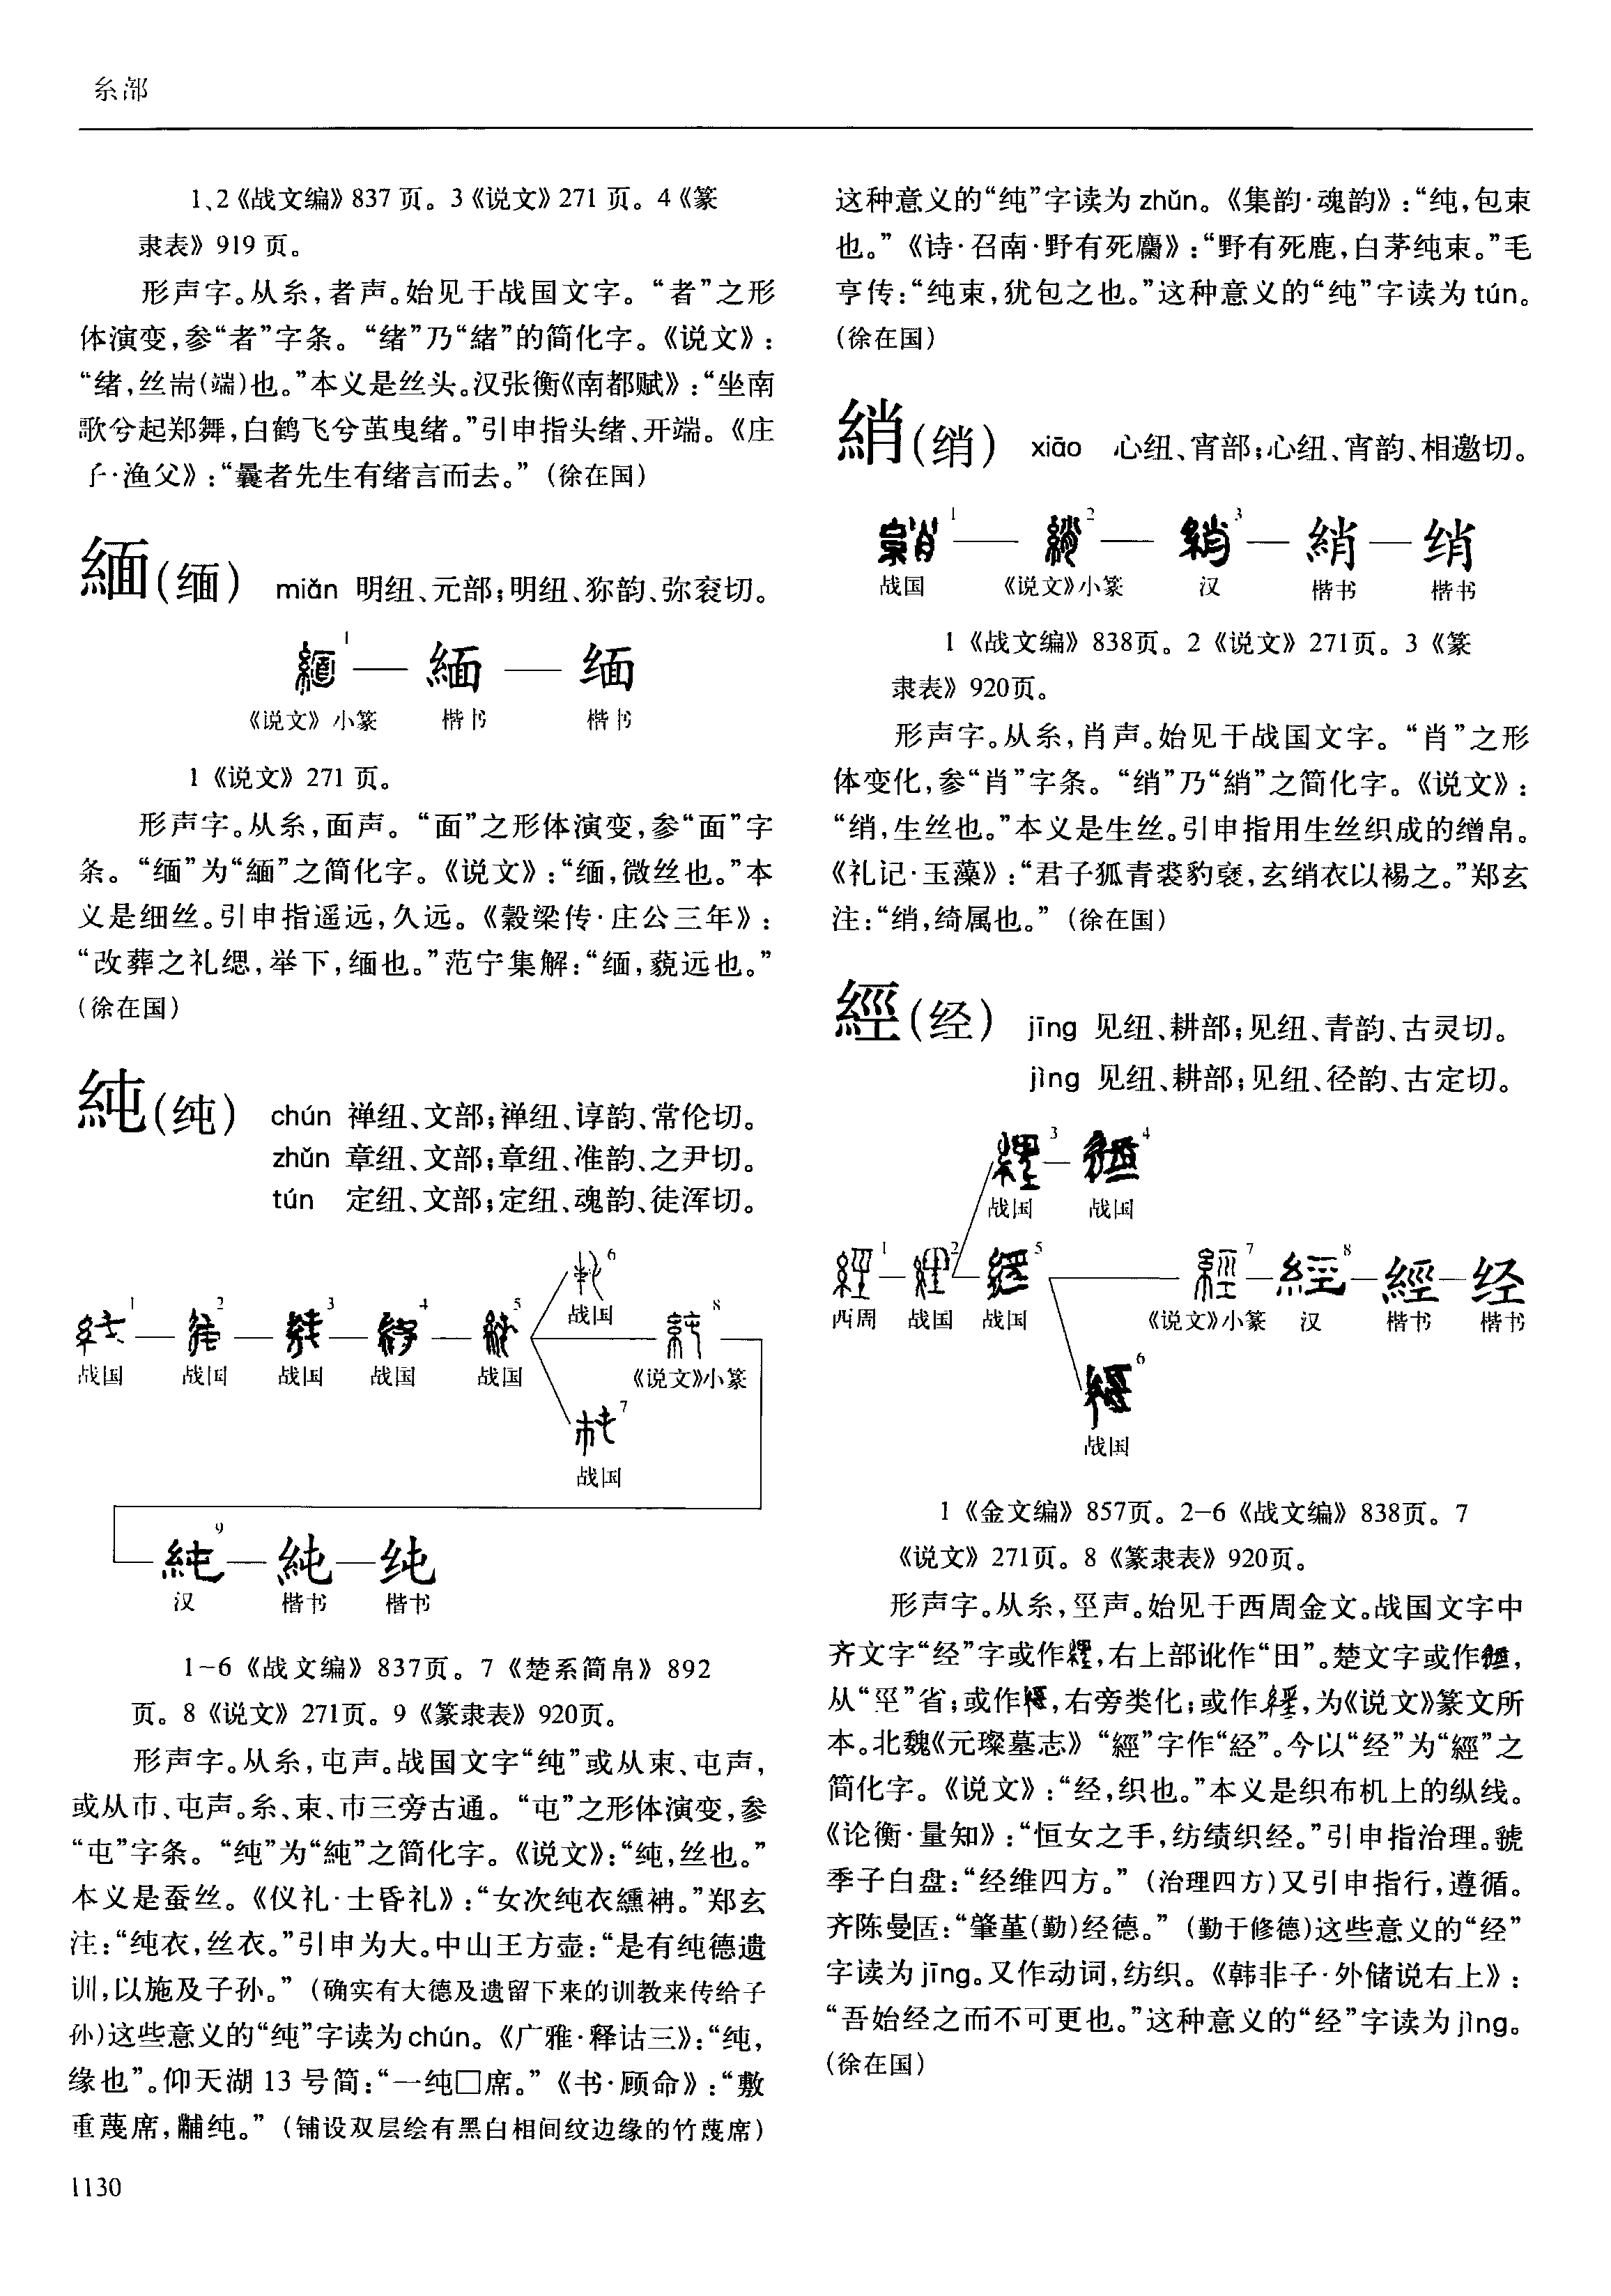 糸部
1、2《战文编》837 页。3《说文》271 页。4《篆
隶表》919 页。
形声字。从糸,者声。始见于战国文字。“者”之形
体演变,参“者”字条。“绪”乃“緒”的简化字。《说文》:
“绪,丝耑(端)也。”本义是丝头。汉张衡《南都赋》:“坐南
歌兮起郑舞,白鹤飞兮茧曳绪。”引申指头绪、开端。《庄
子·渔父》:“曩者先生有绪言而去。”(徐在国)
緬(缅) miǎn 明纽、元部;明纽、狝韵、弥衮切。
1
緬 — 缅
《说文》小篆 楷书 楷书
1《说文》271 页。
形声字。从糸,面声。“面”之形体演变,参“面”字
条。“缅”为“緬”之简化字。《说文》:“缅,微丝也。”本
义是细丝。引申指遥远,久远。《穀梁传·庄公三年》:
“改葬之礼缌,举下,缅也。”范宁集解:“缅,藐远也。”
(徐在国)
純(纯) chún 禅纽、文部;禅纽、谆韵、常伦切。
zhǔn 章纽、文部;章纽、准韵、之尹切。
tún 定纽、文部;定纽、魂韵、徒浑切。
1 2 3 4 5 6 7 8
战国 战国 战国 战国 战国 战国 《说文》小篆
战国
9
純 — 純 — 纯
汉 楷书 楷书
1-6《战文编》837页。7《楚系简帛》892
页。8《说文》271页。9《篆隶表》920页。
形声字。从糸,屯声。战国文字“纯”或从束、屯声,
或从市、屯声。糸、束、市三旁古通。“屯”之形体演变,参
“屯”字条。“纯”为“純”之简化字。《说文》:“纯,丝也。”
本义是蚕丝。《仪礼·士昏礼》:“女次纯衣纁袡。”郑玄
注:“纯衣,丝衣。”引申为大。中山王方壶:“是有纯德遗
训,以施及子孙。”(确实有大德及遗留下来的训教来传给子
孙)这些意义的“纯”字读为chún。《广雅·释诂三》:“纯,
缘也”。仰天湖 13 号简:“一纯□席。”《书·顾命》:“敷
重蔑席,黼纯。”(铺设双层绘有黑白相间纹边缘的竹蔑席)
1130
这种意义的“纯”字读为 zhǔn。《集韵·魂韵》:“纯,包束
也。”《诗·召南·野有死麕》:“野有死鹿,白茅纯束。”毛
亨传:“纯束,犹包之也。”这种意义的“纯”字读为 tún。
(徐在国)
綃(绡) xiāo 心纽、宵部;心纽、宵韵、相邀切。
1 2 3
綃 — 绡
战国 《说文》小篆 汉 楷书 楷书
1《战文编》838页。2《说文》271页。3《篆
隶表》920页。
形声字。从糸,肖声。始见于战国文字。“肖”之形
体变化,参“肖”字条。“绡”乃“綃”之简化字。《说文》:
“绡,生丝也。”本义是生丝。引申指用生丝织成的缯帛。
《礼记·玉藻》:“君子狐青裘豹褎,玄绡衣以裼之。”郑玄
注:“绡,绮属也。”(徐在国)
經(经) jīng 见纽、耕部;见纽、青韵、古灵切。
jìng 见纽、耕部;见纽、径韵、古定切。
3 4
战国 战国
1 2 5 7 8
經 — 经
西周 战国 战国 《说文》小篆 汉 楷书 楷书
6
战国
1《金文编》857页。2-6《战文编》838页。7
《说文》271页。8《篆隶表》920页。
形声字。从糸,巠声。始见于西周金文。战国文字中
齐文字“经”字或作,右上部讹作“田”。楚文字或作,
从“巠”省;或作,右旁类化;或作,为《说文》篆文所
本。北魏《元璨墓志》“經”字作“経”。今以“经”为“經”之
简化字。《说文》:“经,织也。”本义是织布机上的纵线。
《论衡·量知》:“恒女之手,纺绩织经。”引申指治理。虢
季子白盘:“经维四方。”(治理四方)又引申指行,遵循。
齐陈曼𠤳:“肇堇(勤)经德。”(勤于修德)这些意义的“经”
字读为 jīng。又作动词,纺织。《韩非子·外储说右上》:
“吾始经之而不可更也。”这种意义的“经”字读为 jìng。
(徐在国)